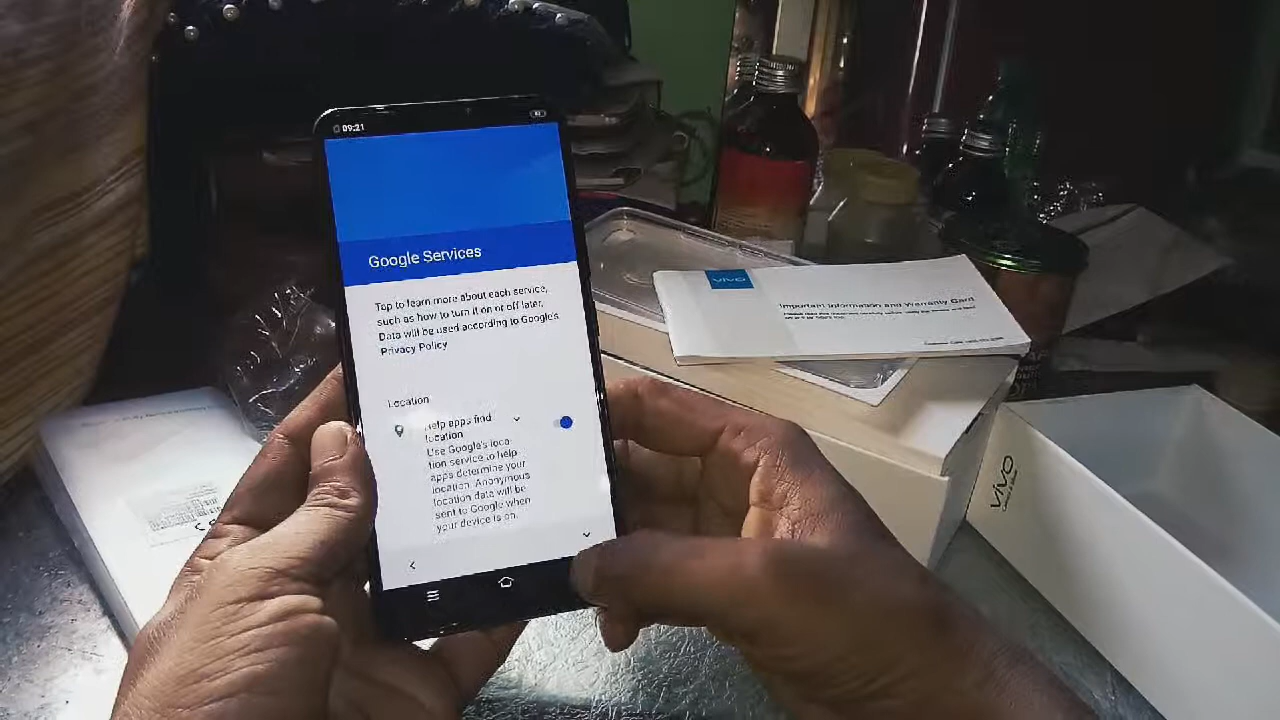 09:21
Google Services
Tap to learn more about each service,
such as how to turn it on or off later.
Data will be used according to Google's
Privacy Policy.
Location
Help apps find
location
Use Google's loca-
tion service to help
apps determine your
location. Anonymous
location data will be
sent to Google when
your device is on.
vivo
Important Information and Warranty Card
vivo